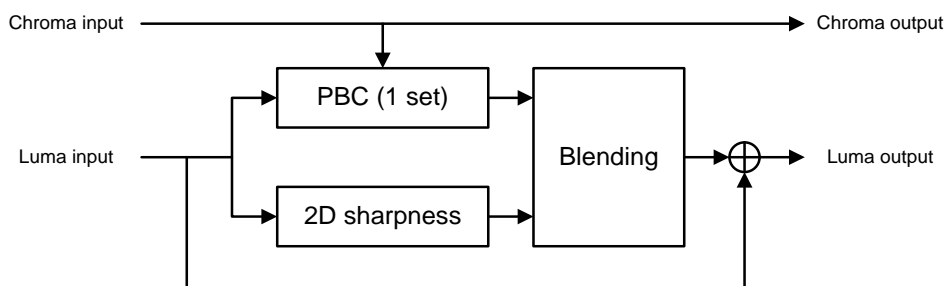 Chroma input
Chroma output
PBC (1 set)
Luma input
Blending
Luma output
2D sharpness